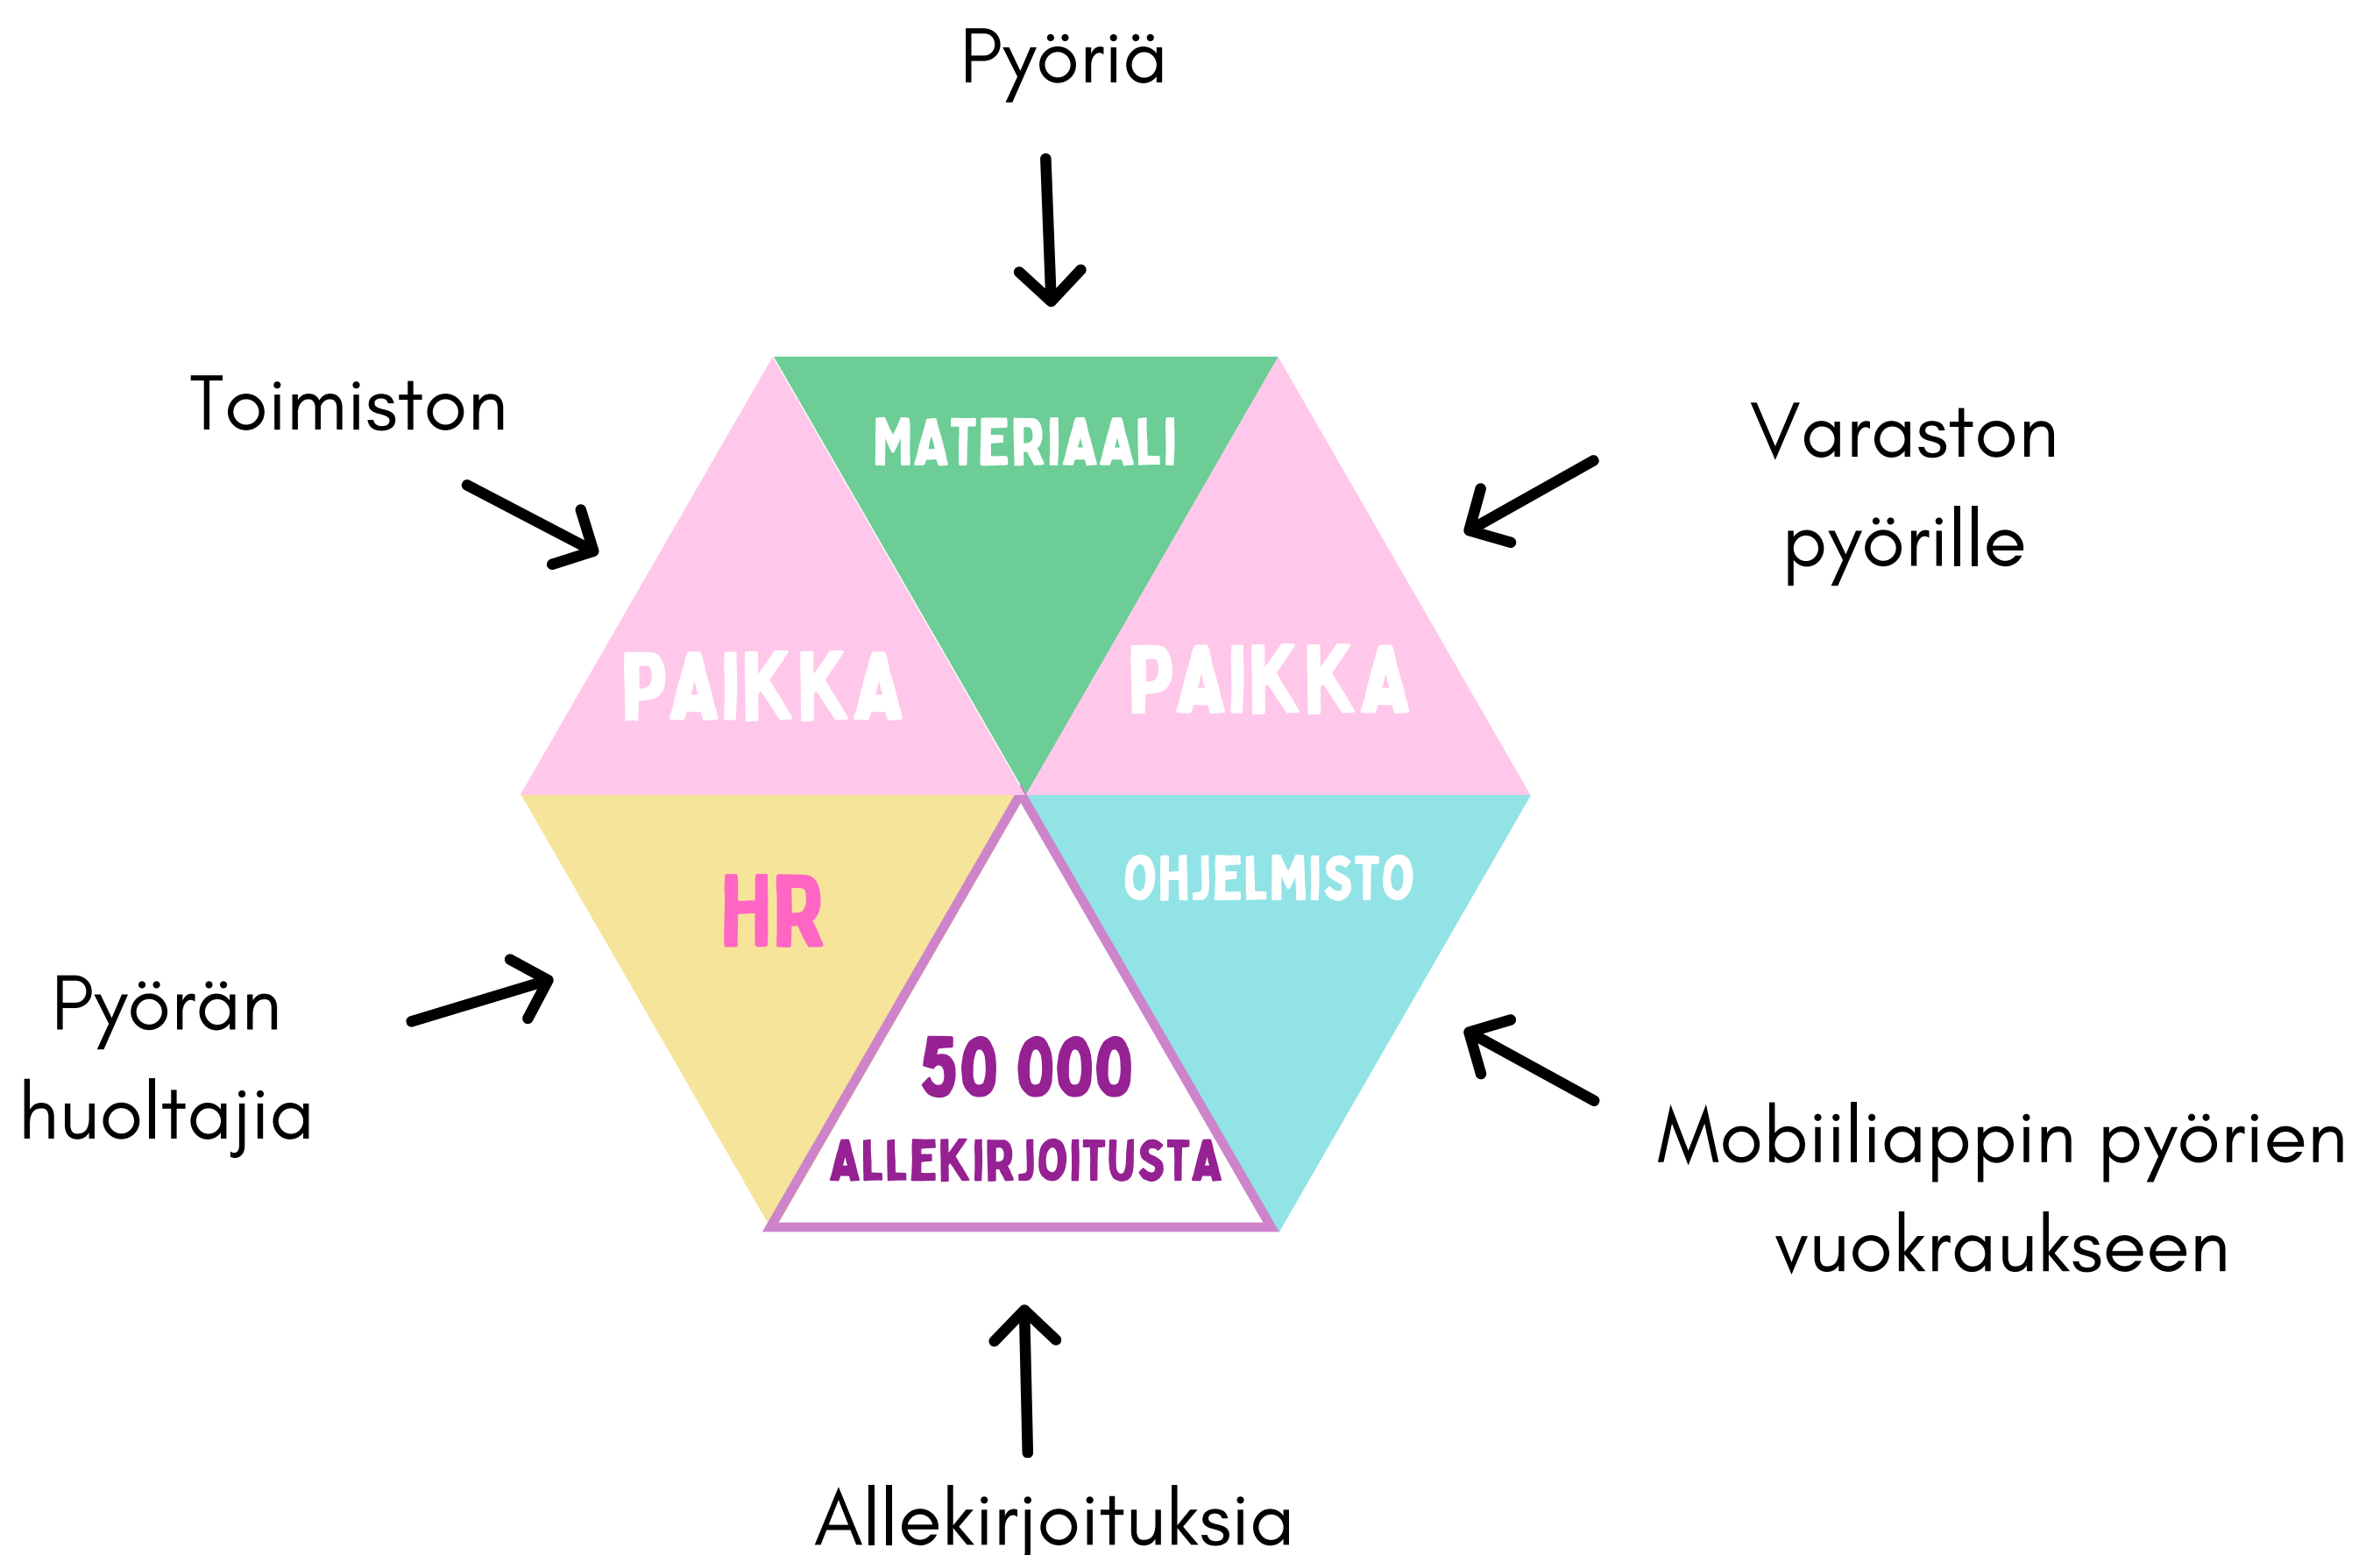 Pyöriä
Toimiston
Varaston
pyörille
MATERIAALI
PAIKKA
PAIKKA
HR
OHJELMISTO
Pyörän
huoltajia
50 000
ALLEKIRJOITUSTA
Mobiiliappin pyörien
vuokraukseen
Allekirjoituksia